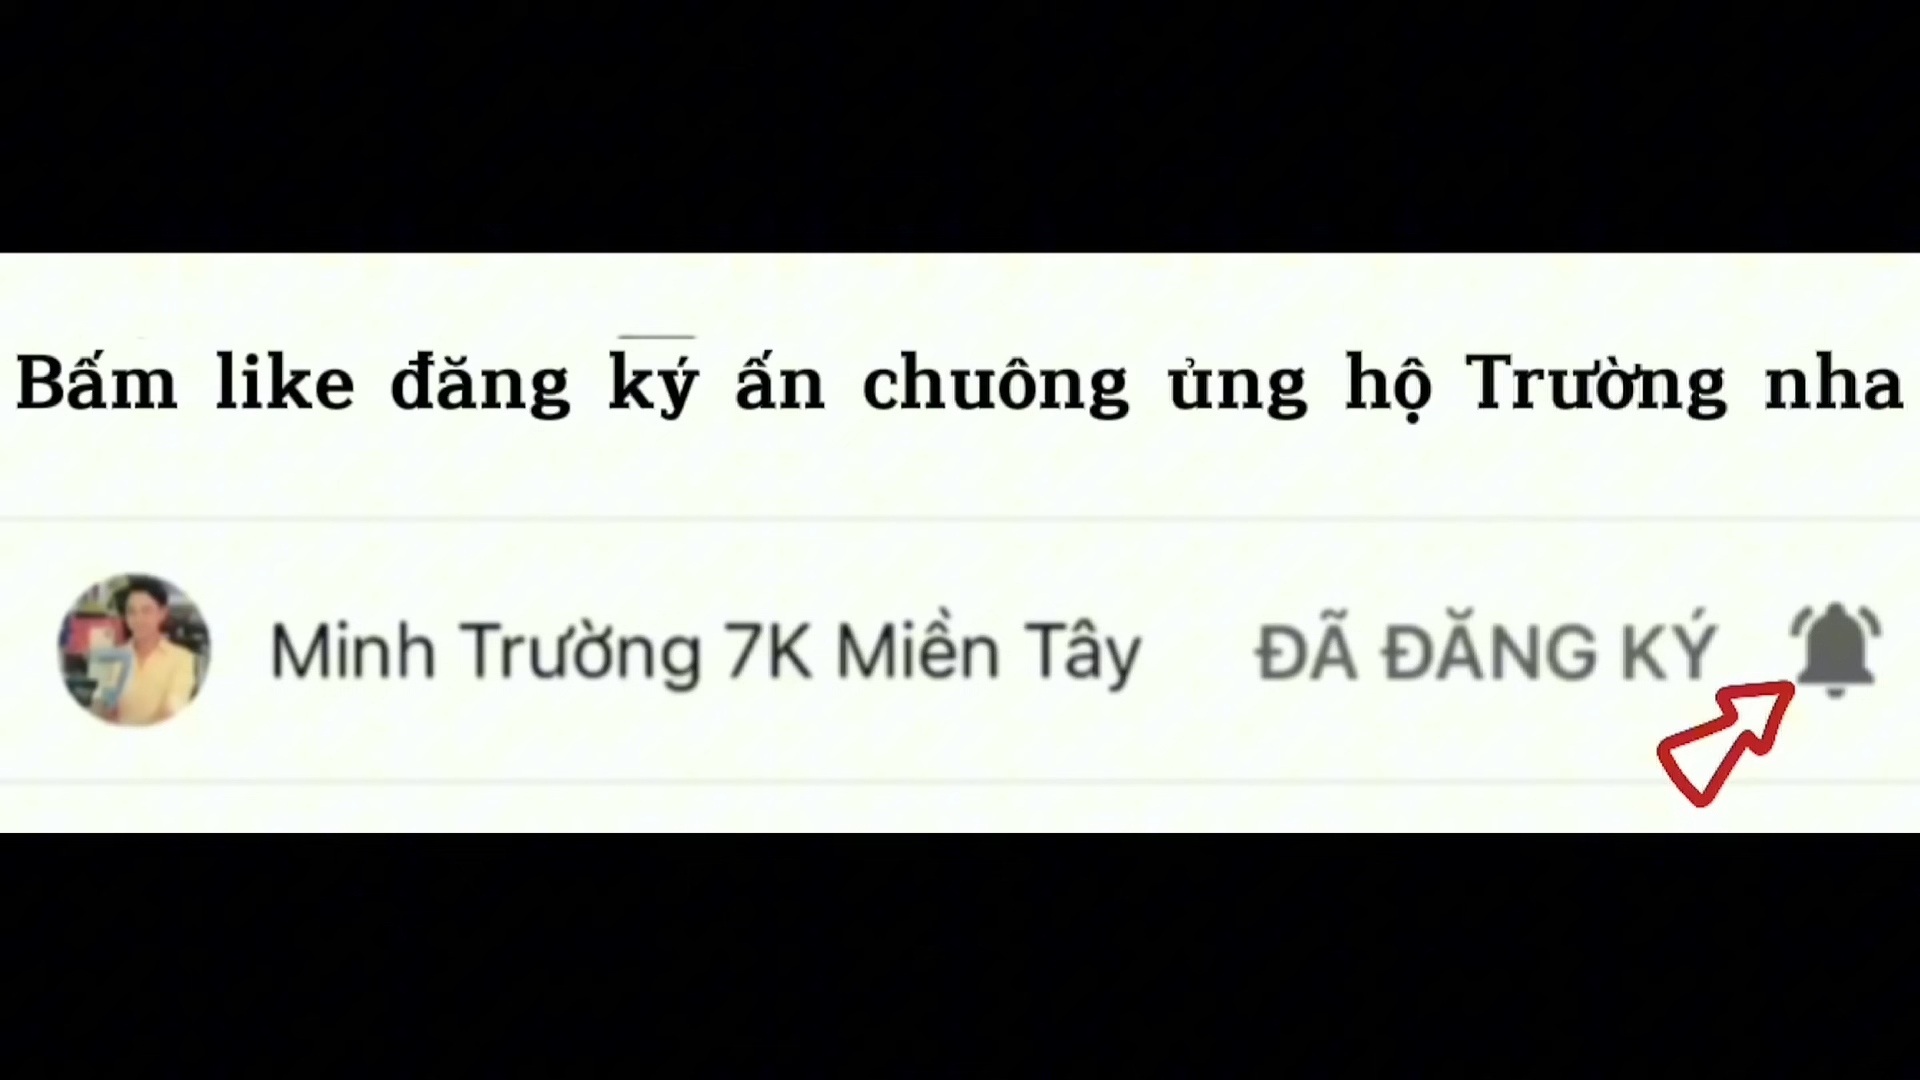 Bấm like đăng ký ấn chuông ủng hộ Trường nha
Minh Trường 7K Miền Tây ĐÃ ĐĂNG KÝ